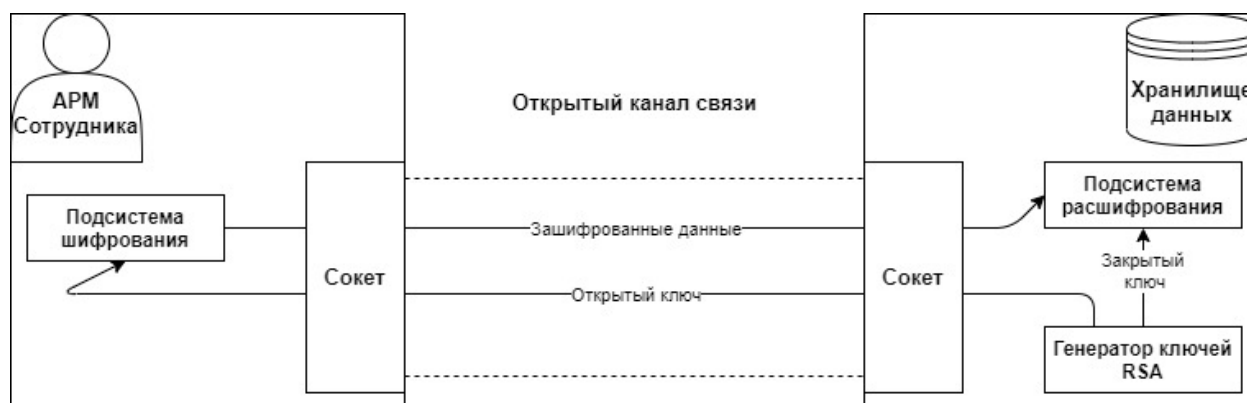 АРМ
Сотрудника
Открытый канал связи
Хранилище
данных
Подсистема
шифрования
Сокет
Зашифрованные данные
Открытый ключ
Сокет
Подсистема
расшифрования
Закрытый
ключ
Генератор ключей
RSA